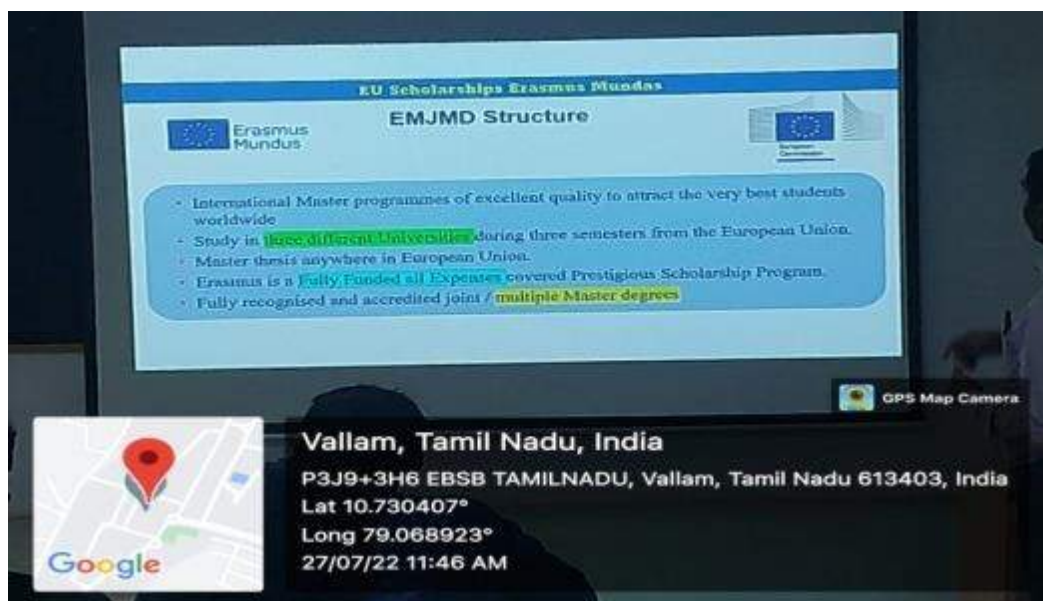 EU Scholarships Erasmus Mundas
EMJMD Structure
Erasmus
Mundus
European
Commission
• International Master programmes of excellent quality to attract the very best students
worldwide
• Study in three different Universities during three semesters from the European Union.
• Master thesis anywhere in European Union.
• Erasmus is a Fully Funded all Expenses covered Prestigious Scholarship Program.
• Fully recognised and accredited joint / multiple Master degrees
GPS Map Camera
Vallam, Tamil Nadu, India
P3J9+3H6 EBSB TAMILNADU, Vallam, Tamil Nadu 613403, India
Lat 10.730407°
Long 79.068923°
27/07/22 11:46 AM
Google